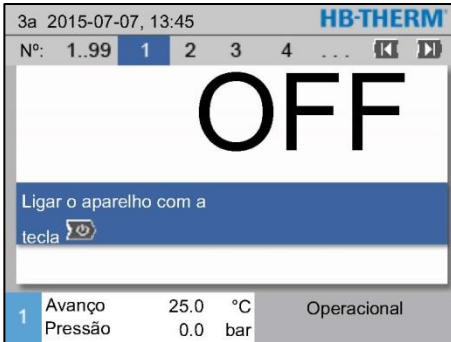 3a 2015-07-07, 13:45 HB-THERM
Nº: 1..99 1 2 3 4 ...
OFF
Ligar o aparelho com a
tecla
1 Avanço 25.0 °C Operacional
Pressão 0.0 bar